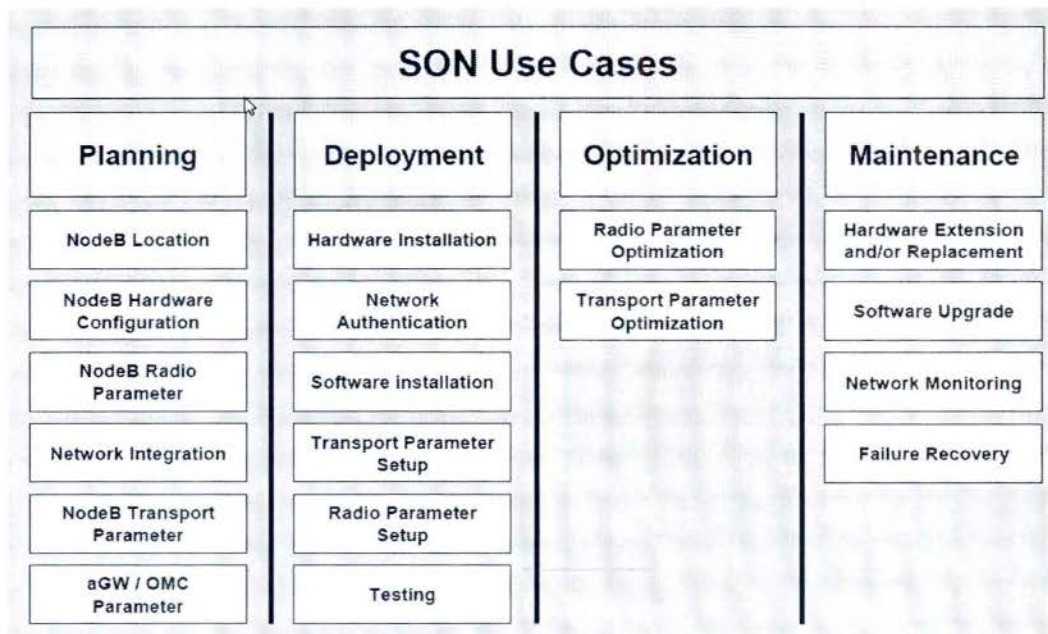 SON Use Cases
Planning
NodeB Location
NodeB Hardware
Configuration
NodeB Radio
Parameter
Network Integration
NodeB Transport
Parameter
aGW / OMC
Parameter
Deployment
Hardware Installation
Network
Authentication
Software installation
Transport Parameter
Setup
Radio Parameter
Setup
Testing
Optimization
Radio Parameter
Optimization
Transport Parameter
Optimization
Maintenance
Hardware Extension
and/or Replacement
Software Upgrade
Network Monitoring
Failure Recovery